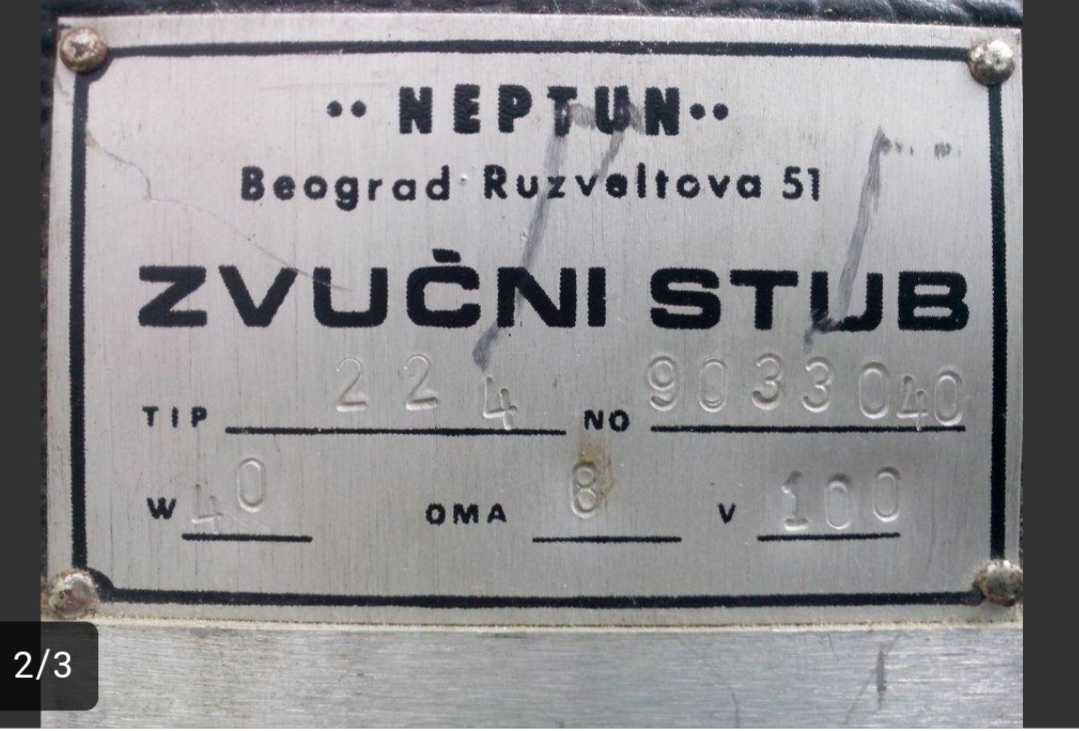 •• NEPTUN ••
Beograd Ruzveltova 51
ZVUČNI STUB
TIP 224 NO 9033040
W 40 OMA 8 V 100
2/3